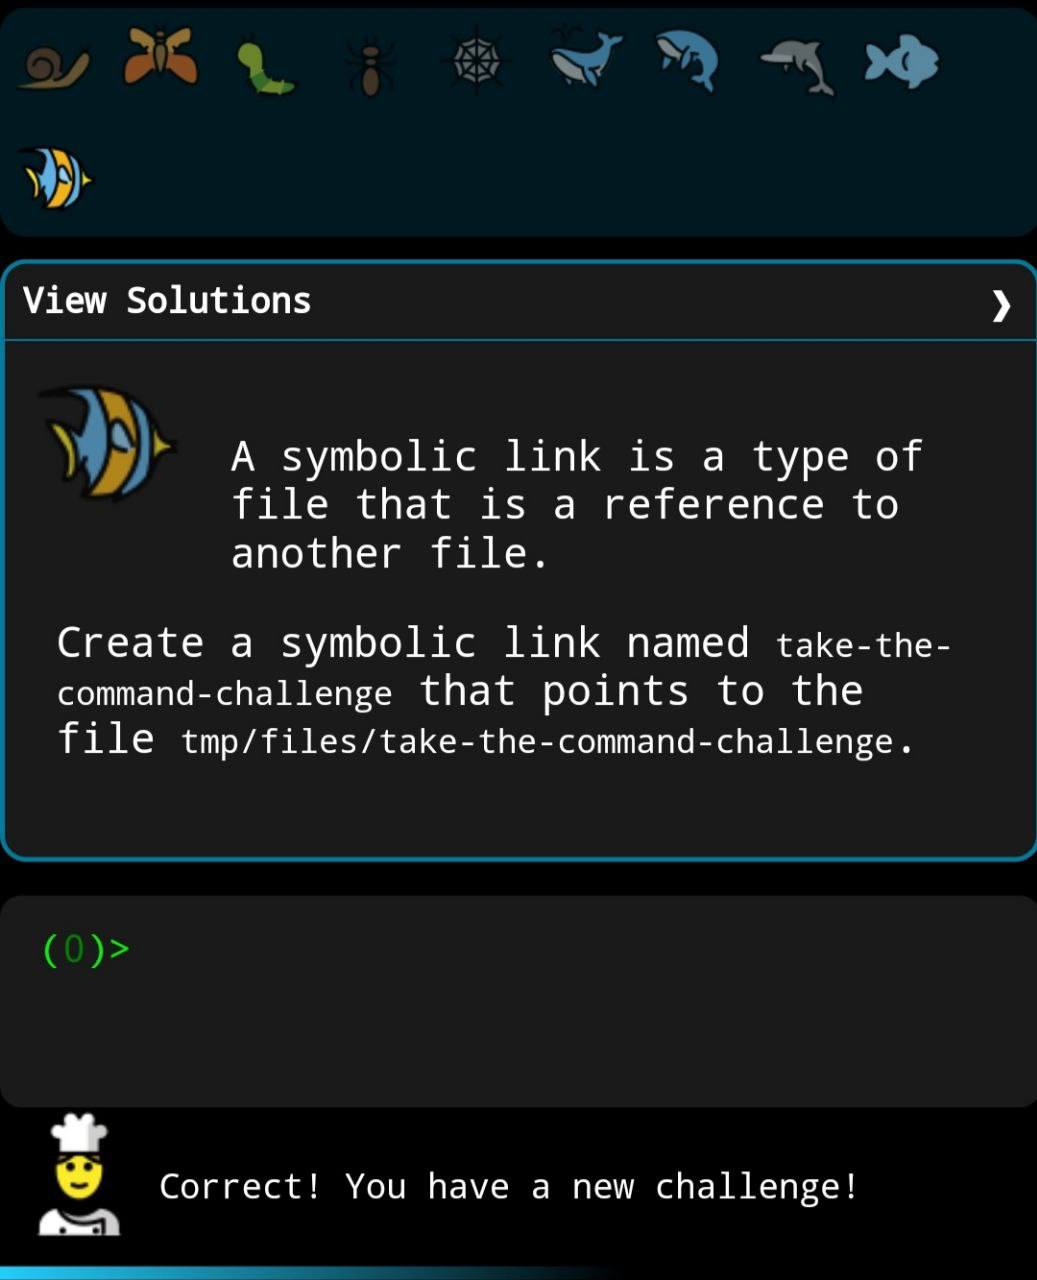 View Solutions ❯
A symbolic link is a type of
file that is a reference to
another file.
Create a symbolic link named take-the-
command-challenge that points to the
file tmp/files/take-the-command-challenge.
(0)>
Correct! You have a new challenge!